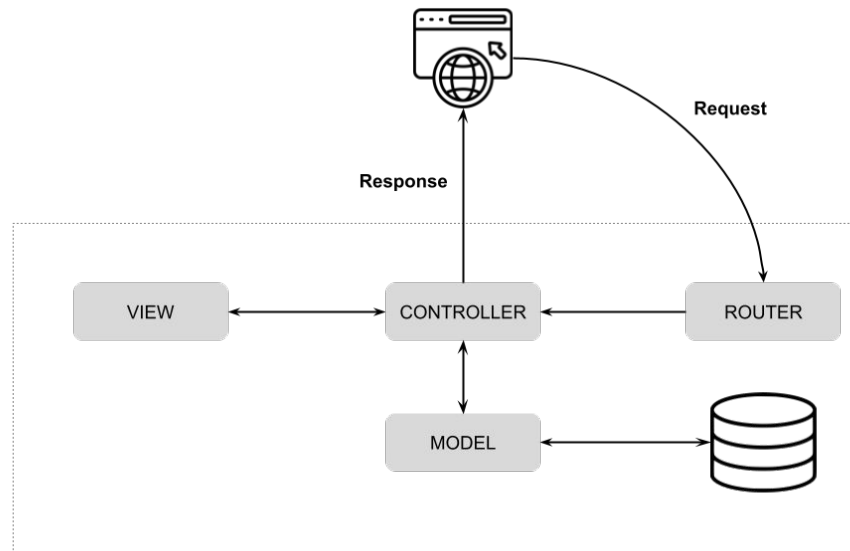 Request
Response
VIEW
CONTROLLER
ROUTER
MODEL